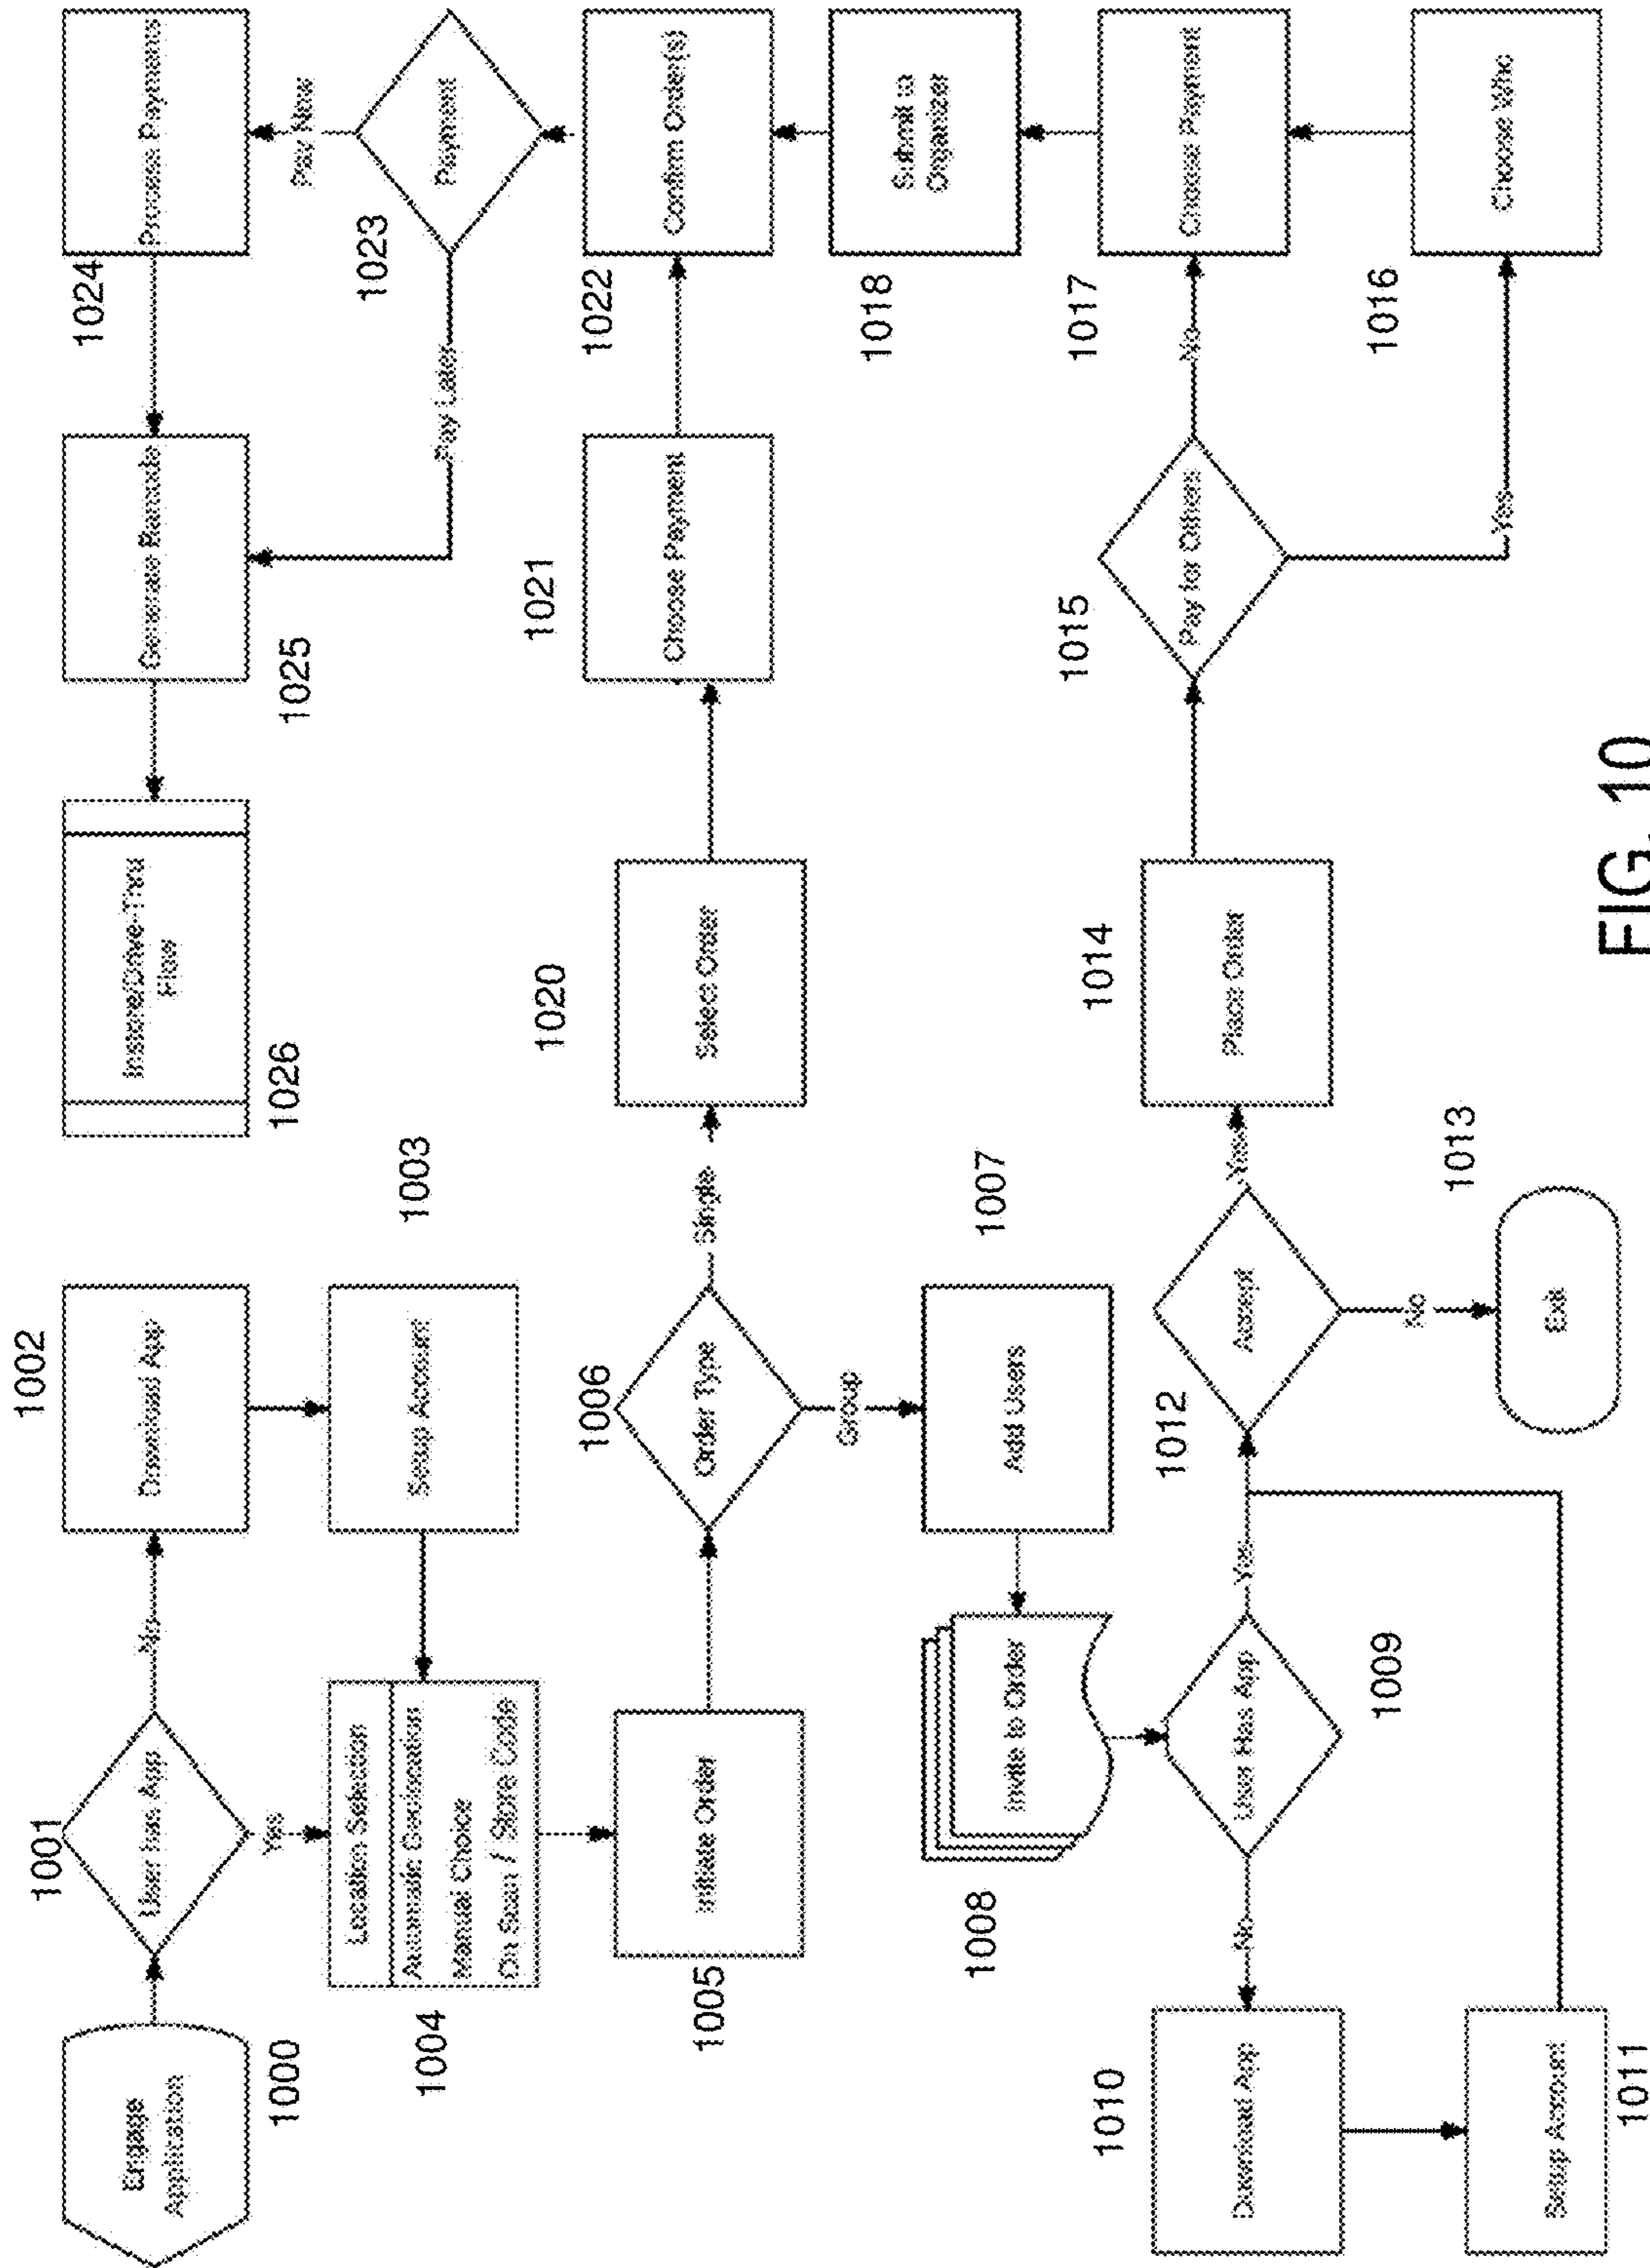 1000
Engage
Application
1001
User has App
No
Yes
1002
Download App
1003
Setup Account
1004
Location Selection
Automatic Geolocation
Manual Choice
On Scan / Store Code
1005
Initiate Order
1006
Order Type
Single
Group
1007
Add Users
1008
Invite to Order
1009
User Has App
No
Yes
1010
Download App
1011
Setup Account
1012
Accept
Yes
No
1013
Exit
1014
Place Order
1015
Pay for Others
No
Yes
1016
Choose Who
1017
Choose Payment
1018
Submit to
Organizer
1020
Select Order
1021
Choose Payment
1022
Confirm Order(s)
1023
Payment
Pay Now
Pay Later
1024
Process Payments
1025
Generate Barcode
1026
Instore/Drive-Thru
Flow
FIG. 10